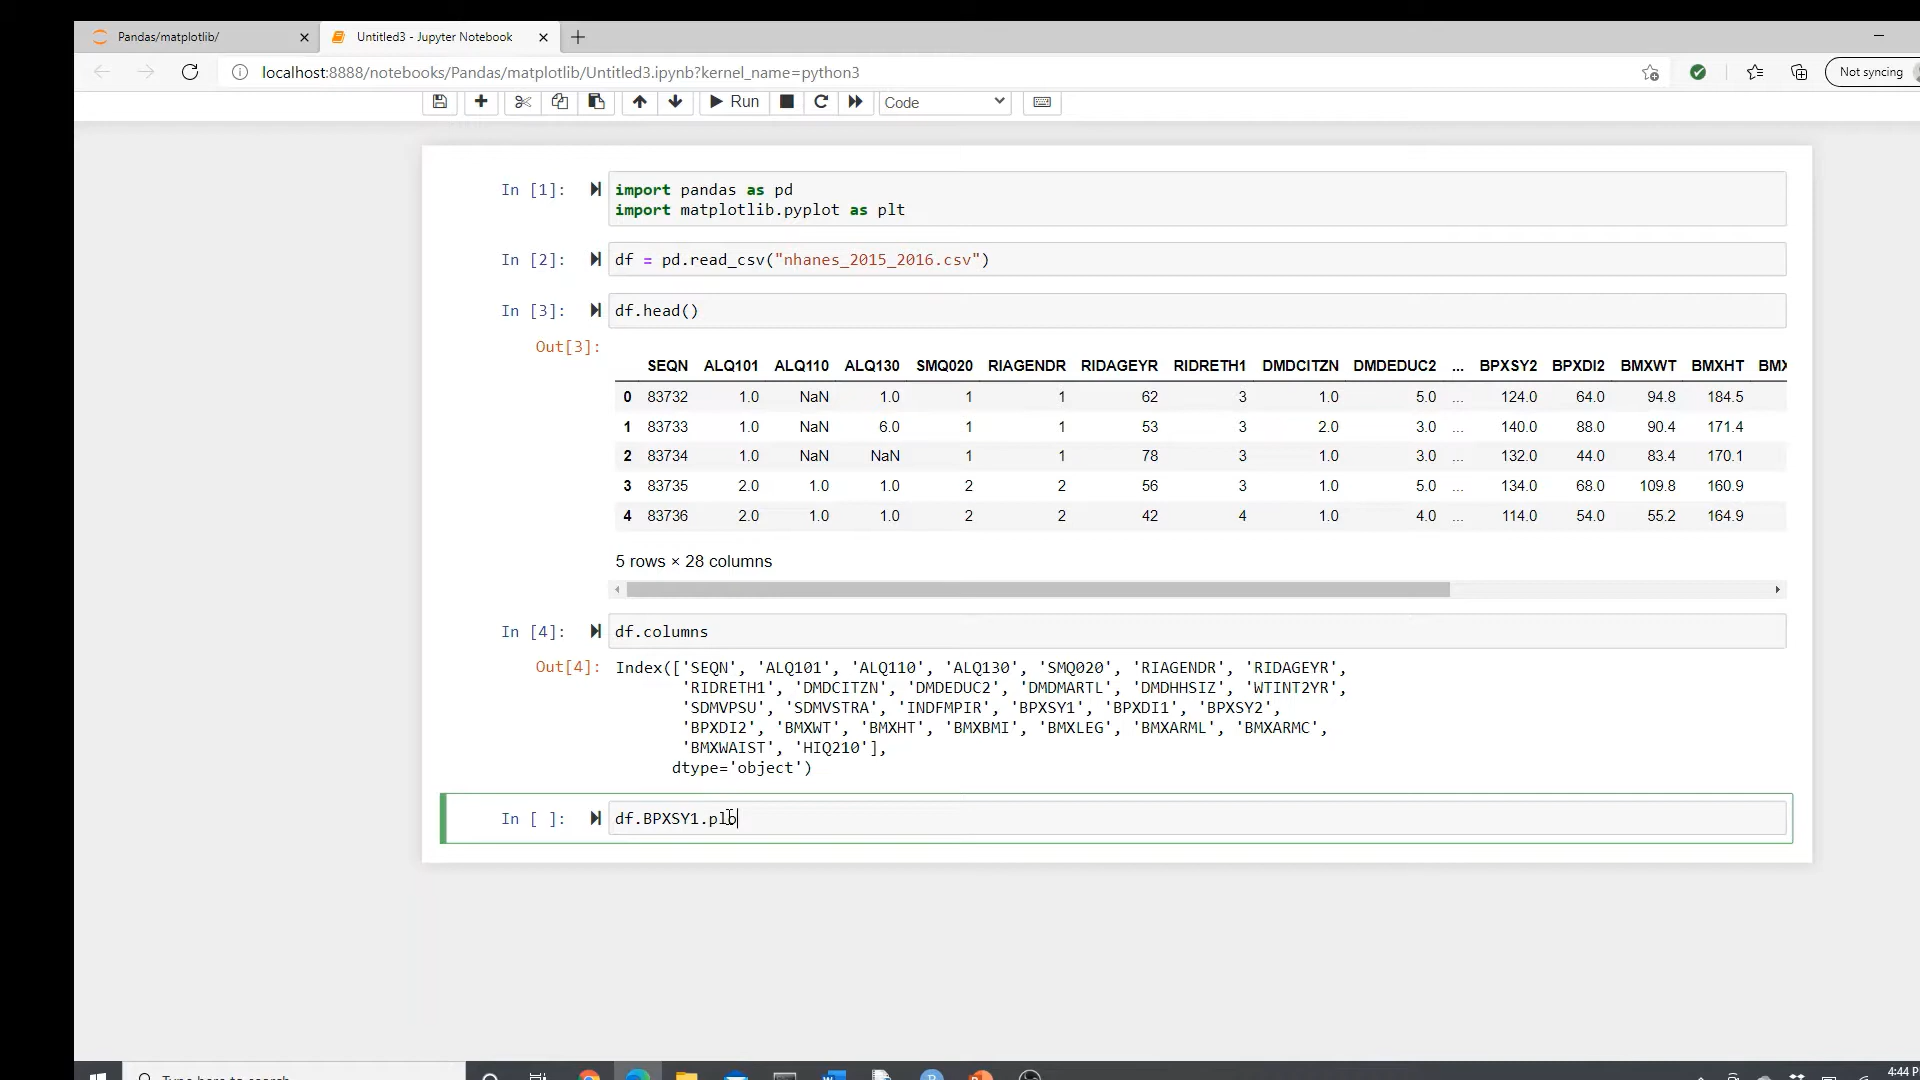 Pandas/matplotlib/
Untitled3 - Jupyter Notebook
localhost:8888/notebooks/Pandas/matplotlib/Untitled3.ipynb?kernel_name=python3
Not syncing
Run
Code
In [1]:
import pandas as pd
import matplotlib.pyplot as plt
In [2]:
df = pd.read_csv("nhanes_2015_2016.csv")
In [3]:
df.head()
Out[3]:
SEQN ALQ101 ALQ110 ALQ130 SMQ020 RIAGENDR RIDAGEYR RIDRETH1 DMDCITZN DMDEDUC2 ... BPXSY2 BPXDI2 BMXWT BMXHT BMX
0 83732 1.0 NaN 1.0 1 1 62 3 1.0 5.0 ... 124.0 64.0 94.8 184.5
1 83733 1.0 NaN 6.0 1 1 53 3 2.0 3.0 ... 140.0 88.0 90.4 171.4
2 83734 1.0 NaN NaN 1 1 78 3 1.0 3.0 ... 132.0 44.0 83.4 170.1
3 83735 2.0 1.0 1.0 2 2 56 3 1.0 5.0 ... 134.0 68.0 109.8 160.9
4 83736 2.0 1.0 1.0 2 2 42 4 1.0 4.0 ... 114.0 54.0 55.2 164.9
5 rows × 28 columns
In [4]:
df.columns
Out[4]:
Index(['SEQN', 'ALQ101', 'ALQ110', 'ALQ130', 'SMQ020', 'RIAGENDR', 'RIDAGEYR',
'RIDRETH1', 'DMDCITZN', 'DMDEDUC2', 'DMDMARTL', 'DMDHHSIZ', 'WTINT2YR',
'SDMVPSU', 'SDMVSTRA', 'INDFMPIR', 'BPXSY1', 'BPXDI1', 'BPXSY2',
'BPXDI2', 'BMXWT', 'BMXHT', 'BMXBMI', 'BMXLEG', 'BMXARML', 'BMXARMC',
'BMXWAIST', 'HIQ210'],
dtype='object')
In [ ]:
df.BPXSY1.plo
Type here to search
4:44 P